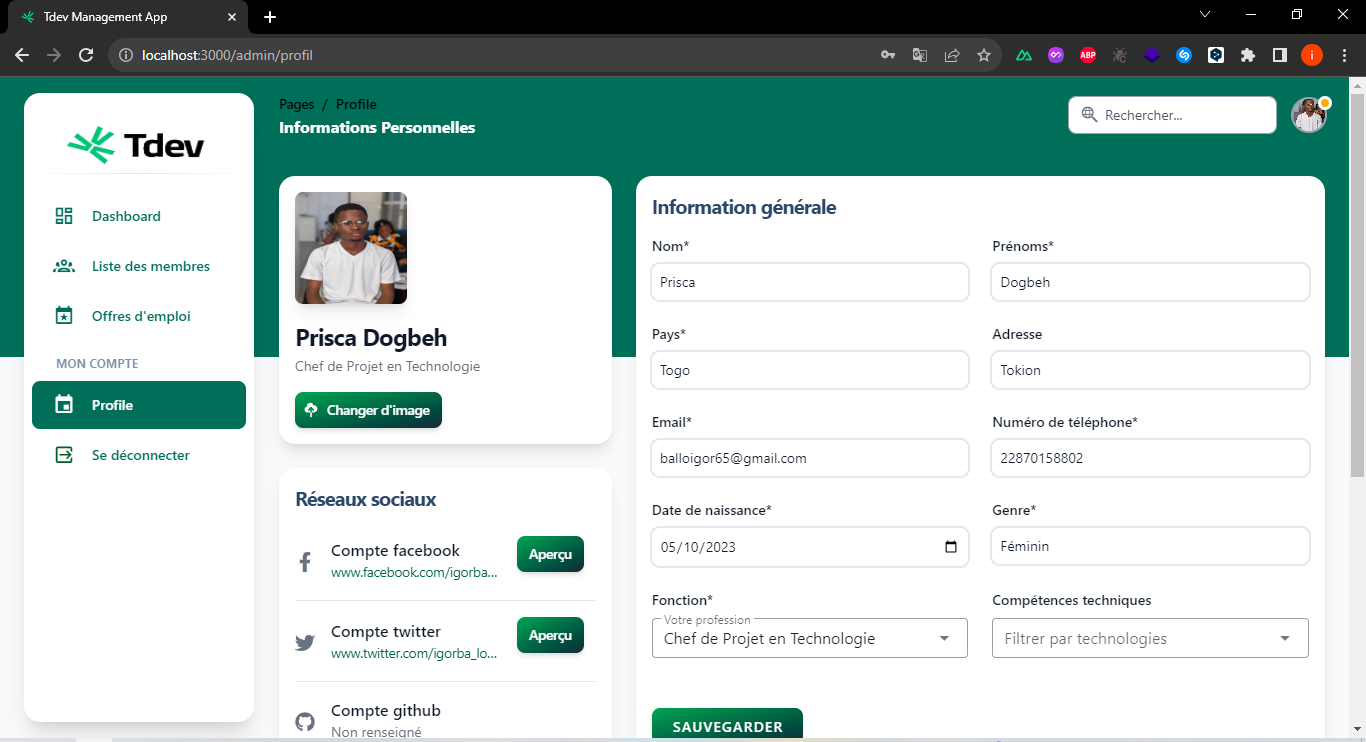 Tdev Management App
localhost:3000/admin/profil
ABP
i
Tdev
Dashboard
Liste des membres
Offres d'emploi
MON COMPTE
Profile
Se déconnecter
Pages / Profile
Informations Personnelles
Rechercher...
Prisca Dogbeh
Chef de Projet en Technologie
Changer d'image
Réseaux sociaux
Compte facebook
www.facebook.com/igorba...
Aperçu
Compte twitter
www.twitter.com/igorba_lo...
Aperçu
Compte github
Non renseigné
Information générale
Nom* Prénoms*
Prisca Dogbeh
Pays* Adresse
Togo Tokion
Email* Numéro de téléphone*
balloigor65@gmail.com 22870158802
Date de naissance* Genre*
05/10/2023 Féminin
Fonction* Compétences techniques
Votre profession
Chef de Projet en Technologie Filtrer par technologies
SAUVEGARDER